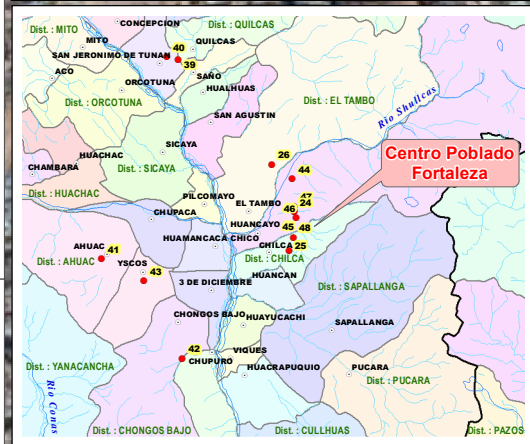 CONCEPCION
Dist. : MITO
Dist. : QUILCAS
MITO
40
QUILCAS
SAN JERONIMO DE TUNAN
39
ACO
SAÑO
ORCOTUNA
HUALHUAS
Dist. : ORCOTUNA
Dist. : EL TAMBO
Rio Shullcas
SAN AGUSTIN
SICAYA
Centro Poblado
Fortaleza
HUACHAC
26
CHAMBARÁ
Dist. : SICAYA
44
Dist. : HUACHAC
PILCOMAYO
47
EL TAMBO
24
CHUPACA
46
HUANCAYO
45
48
AHUAC
41
HUAMANCACA CHICO
CHILCA
25
Dist. : AHUAC
YSCOS
Dist. : CHILCA
43
3 DE DICIEMBRE
HUANCAN
Dist. : SAPALLANGA
CHONGOS BAJO
HUAYUCACHI
SAPALLANGA
42
VIQUES
Dist. : YANACANCHA
CHUPURO
HUACRAPUQUIO
PUCARA
Dist. : PUCARA
Rio Conas
Dist. : CHONGOS BAJO
Dist. : CULLHUAS
Dist. : PAZOS